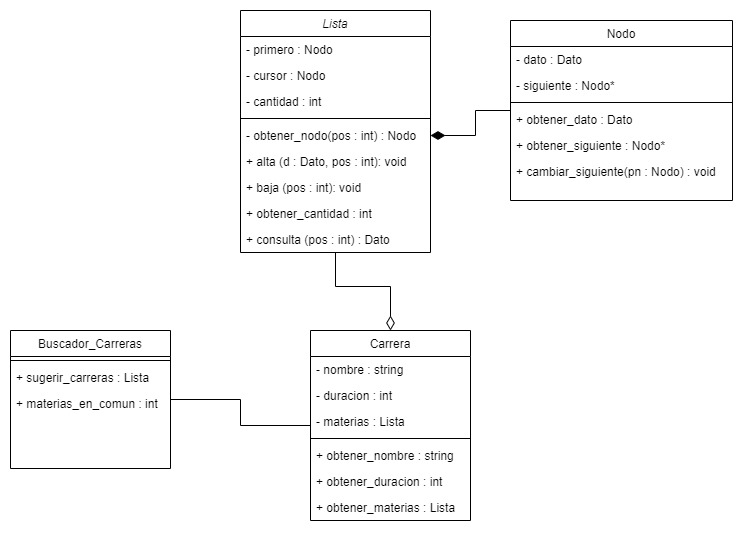 Lista
- primero : Nodo
- cursor : Nodo
- cantidad : int
- obtener_nodo(pos : int) : Nodo
+ alta (d : Dato, pos : int): void
+ baja (pos : int): void
+ obtener_cantidad : int
+ consulta (pos : int) : Dato
Nodo
- dato : Dato
- siguiente : Nodo*
+ obtener_dato : Dato
+ obtener_siguiente : Nodo*
+ cambiar_siguiente(pn : Nodo) : void
Buscador_Carreras
+ sugerir_carreras : Lista
+ materias_en_comun : int
Carrera
- nombre : string
- duracion : int
- materias : Lista
+ obtener_nombre : string
+ obtener_duracion : int
+ obtener_materias : Lista